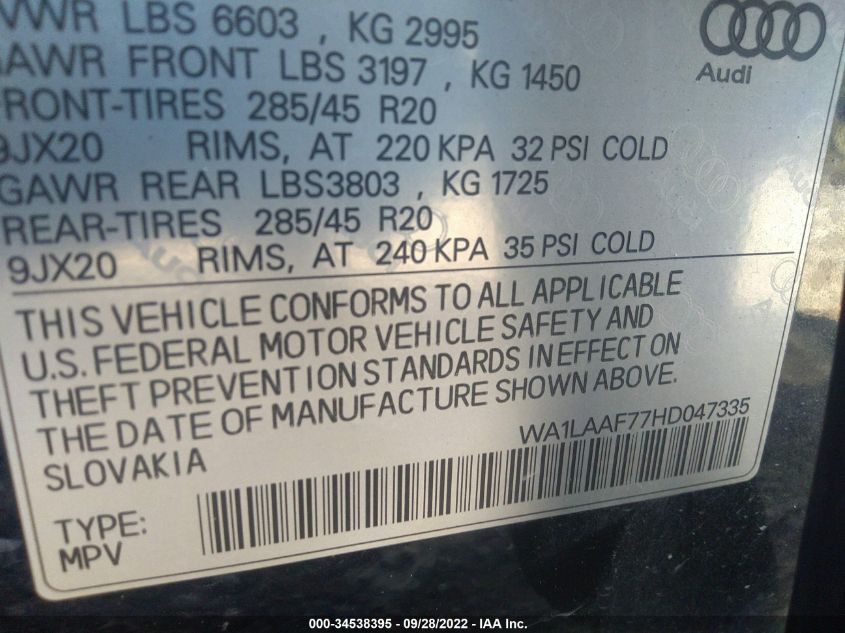 VWR LBS 6603 , KG 2995
Audi
GAWR FRONT LBS 3197 , KG 1450
FRONT-TIRES 285/45 R20
9JX20 RIMS, AT 220 KPA 32 PSI COLD
GAWR REAR LBS3803 , KG 1725
REAR-TIRES 285/45 R20
9JX20 RIMS, AT 240 KPA 35 PSI COLD
THIS VEHICLE CONFORMS TO ALL APPLICABLE
U.S. FEDERAL MOTOR VEHICLE SAFETY AND
THEFT PREVENTION STANDARDS IN EFFECT ON
THE DATE OF MANUFACTURE SHOWN ABOVE.
SLOVAKIA
WA1LAAF77HD047335
TYPE:
MPV
000-34538395 - 09/28/2022 - IAA Inc.